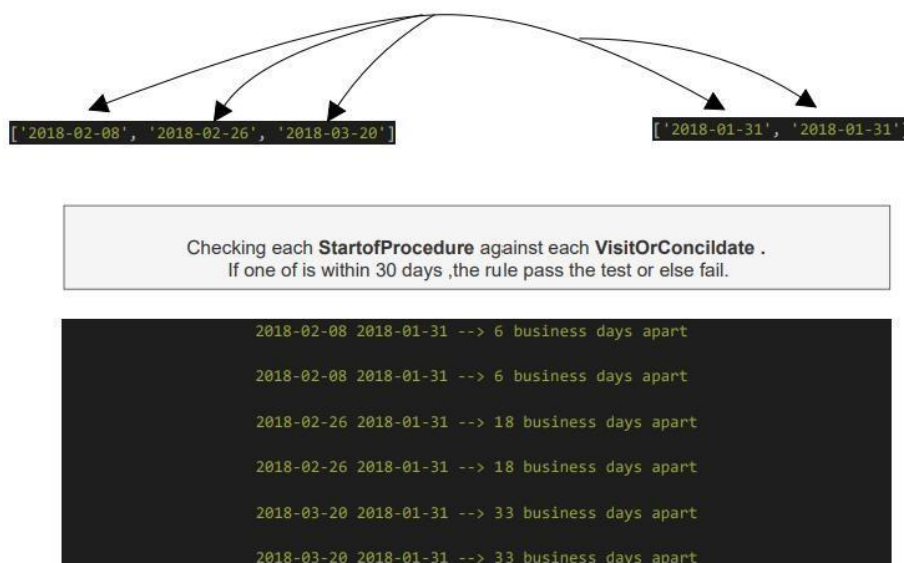 ['2018-02-08', '2018-02-26', '2018-03-20']
['2018-01-31', '2018-01-31']
Checking each StartofProcedure against each VisitOrConcildate .
If one of is within 30 days ,the rule pass the test or else fail.
2018-02-08 2018-01-31 --> 6 business days apart
2018-02-08 2018-01-31 --> 6 business days apart
2018-02-26 2018-01-31 --> 18 business days apart
2018-02-26 2018-01-31 --> 18 business days apart
2018-03-20 2018-01-31 --> 33 business days apart
2018-03-20 2018-01-31 --> 33 business days apart